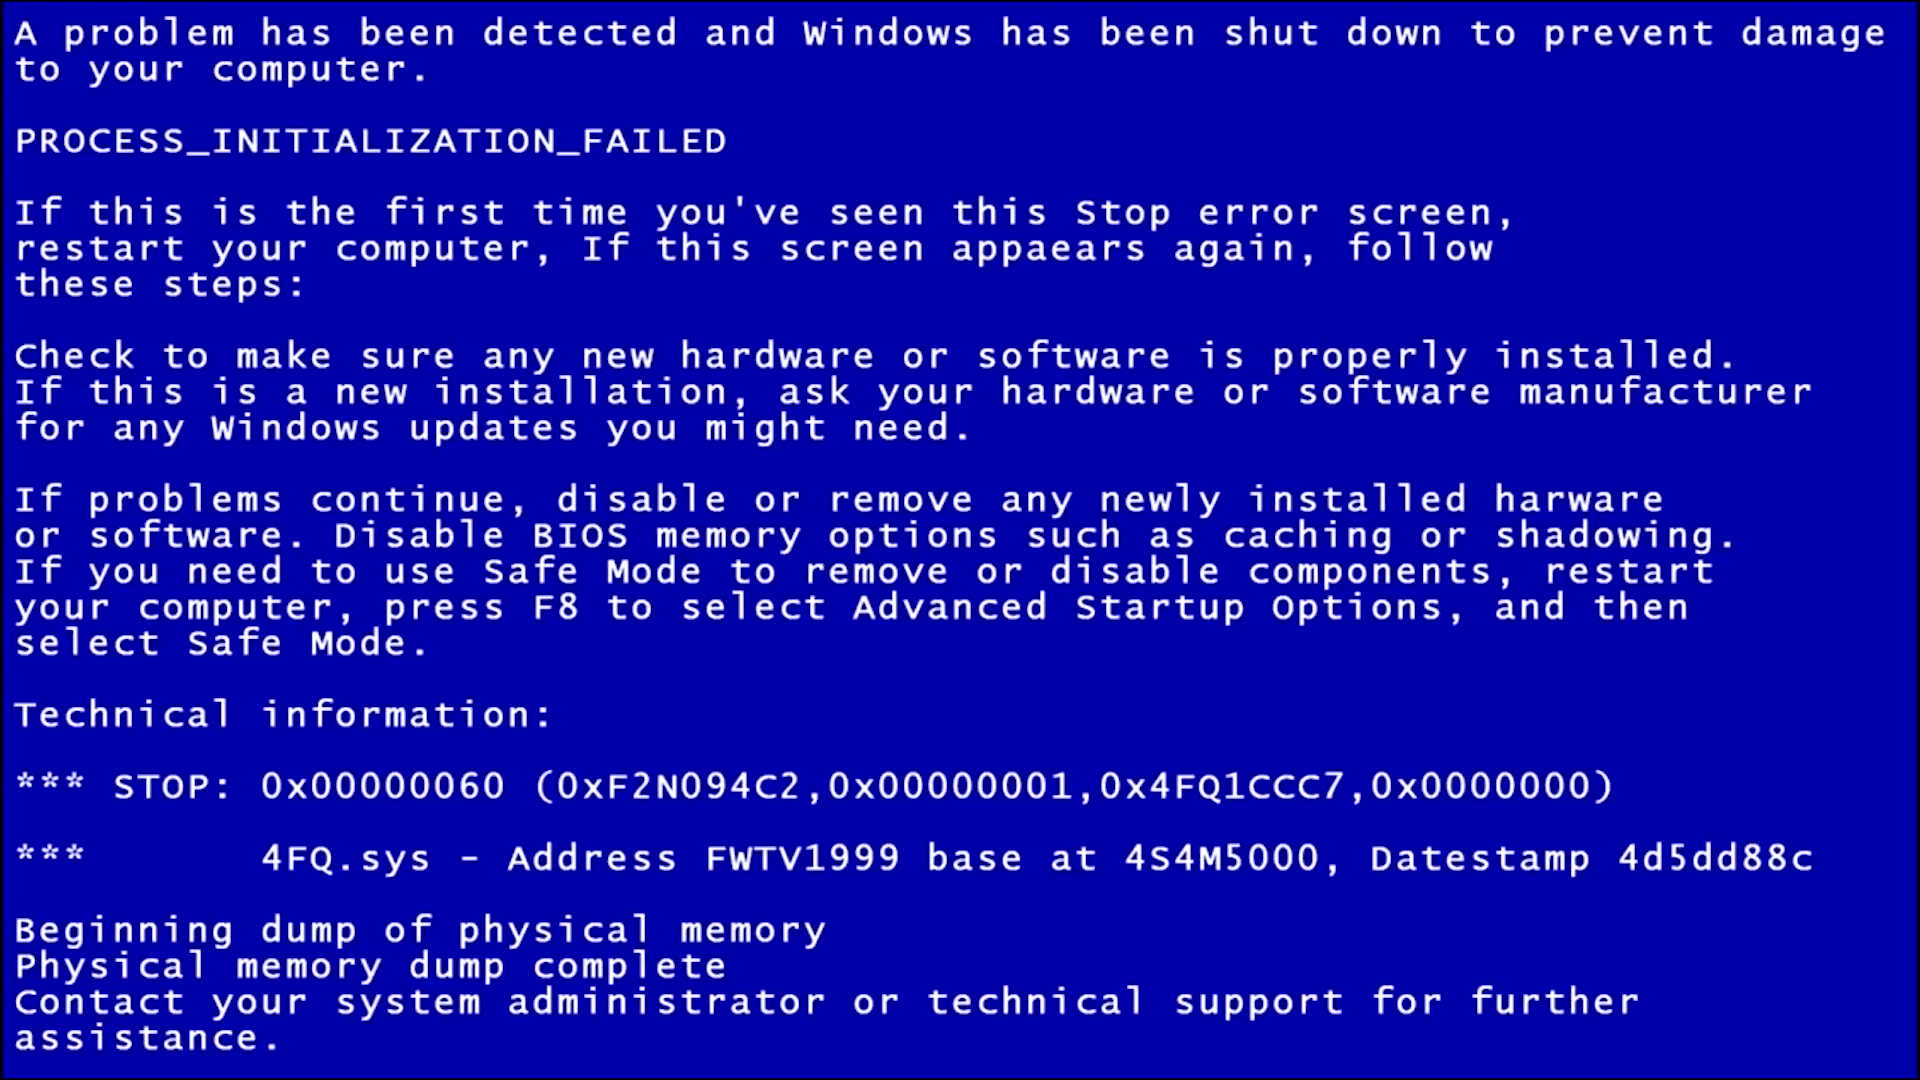 A problem has been detected and Windows has been shut down to prevent damage
to your computer.
PROCESS_INITIALIZATION_FAILED
If this is the first time you've seen this Stop error screen,
restart your computer, If this screen appaears again, follow
these steps:
Check to make sure any new hardware or software is properly installed.
If this is a new installation, ask your hardware or software manufacturer
for any Windows updates you might need.
If problems continue, disable or remove any newly installed harware
or software. Disable BIOS memory options such as caching or shadowing.
If you need to use Safe Mode to remove or disable components, restart
your computer, press F8 to select Advanced Startup Options, and then
select Safe Mode.
Technical information:
*** STOP: 0x00000060 (0xF2N094C2,0x00000001,0x4FQ1CCC7,0x0000000)
*** 4FQ.sys - Address FWTV1999 base at 4S4M5000, Datestamp 4d5dd88c
Beginning dump of physical memory
Physical memory dump complete
Contact your system administrator or technical support for further
assistance.